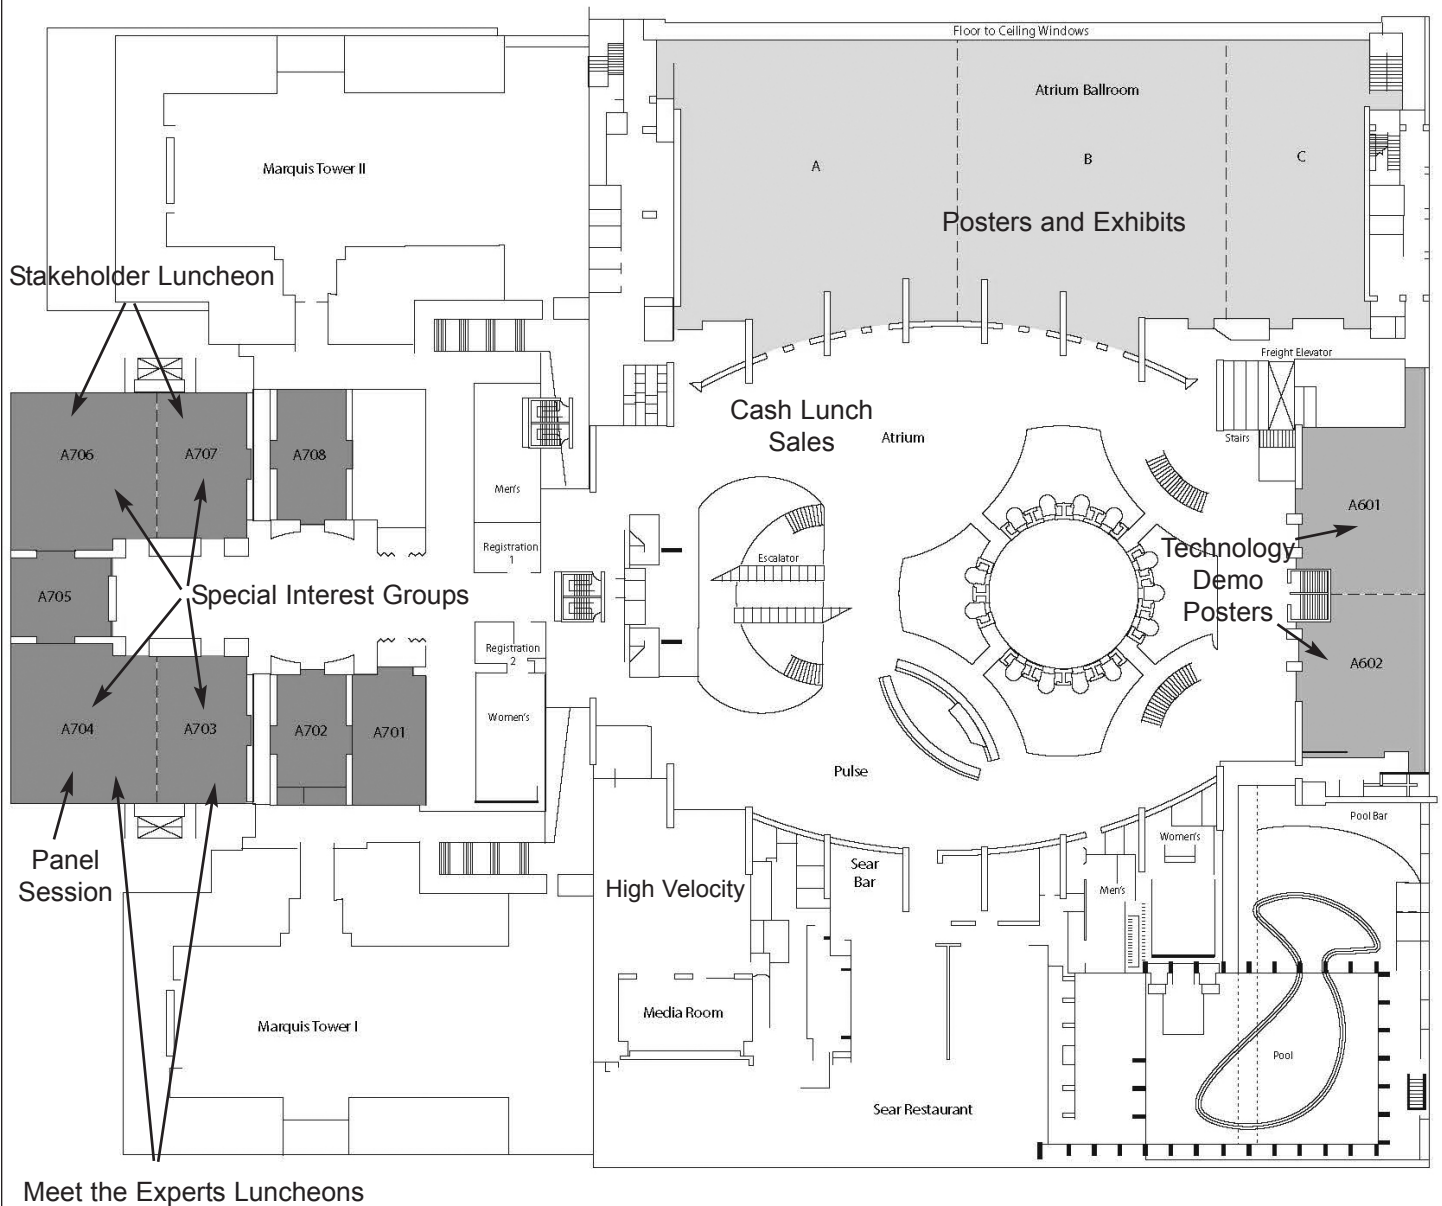 Floor to Ceiling Windows
Atrium Ballroom
A
B
C
Marquis Tower II
Posters and Exhibits
Stakeholder Luncheon
Freight Elevator
Cash Lunch
Sales
Atrium
Stairs
A706
A707
A708
Men's
A601
Registration
1
Escalator
Technology
Demo
Posters
A705
Special Interest Groups
Registration
2
A602
A704
A703
A702
A701
Women's
Pulse
Panel
Session
High Velocity
Sear
Bar
Women's
Men's
Pool Bar
Marquis Tower I
Media Room
Pool
Sear Restaurant
Meet the Experts Luncheons